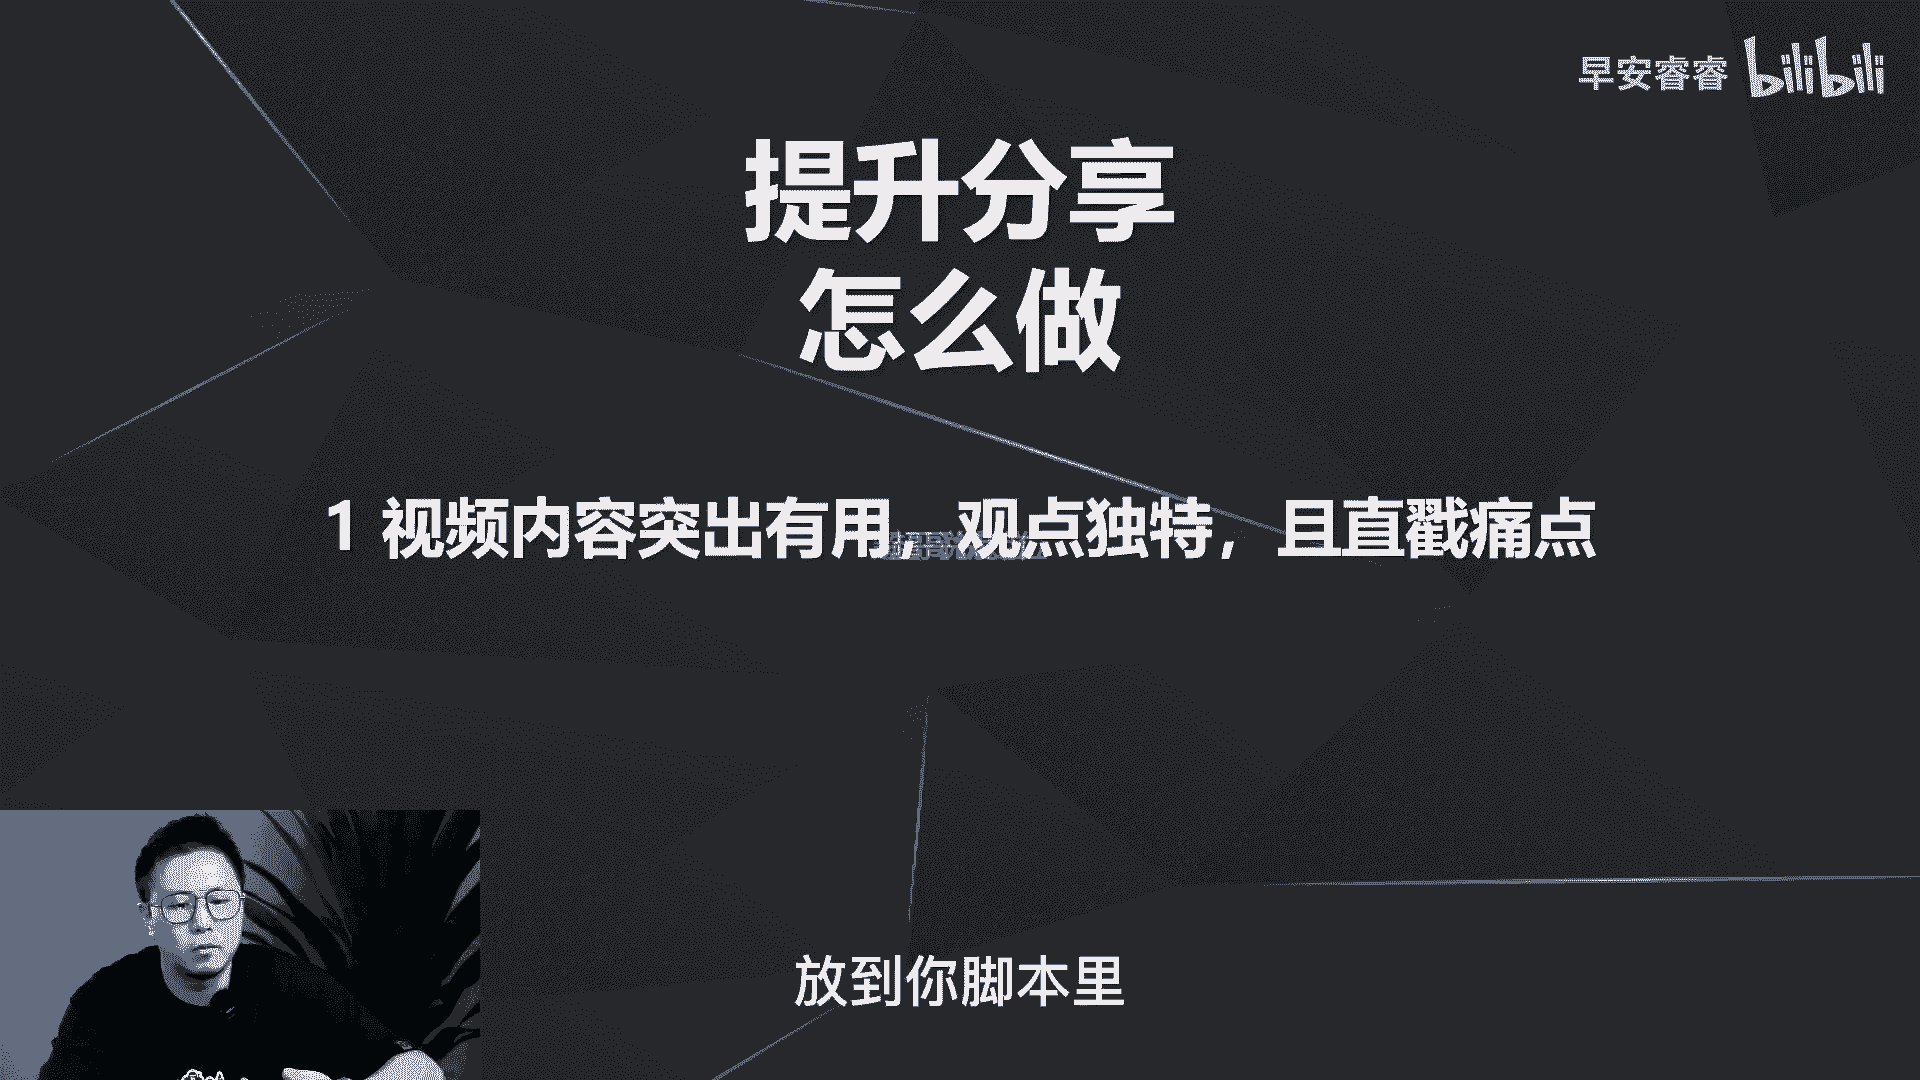 早安睿睿 bilibili
提升分享
怎么做
1 视频内容突出有用，观点独特，且直戳痛点
放到你脚本里